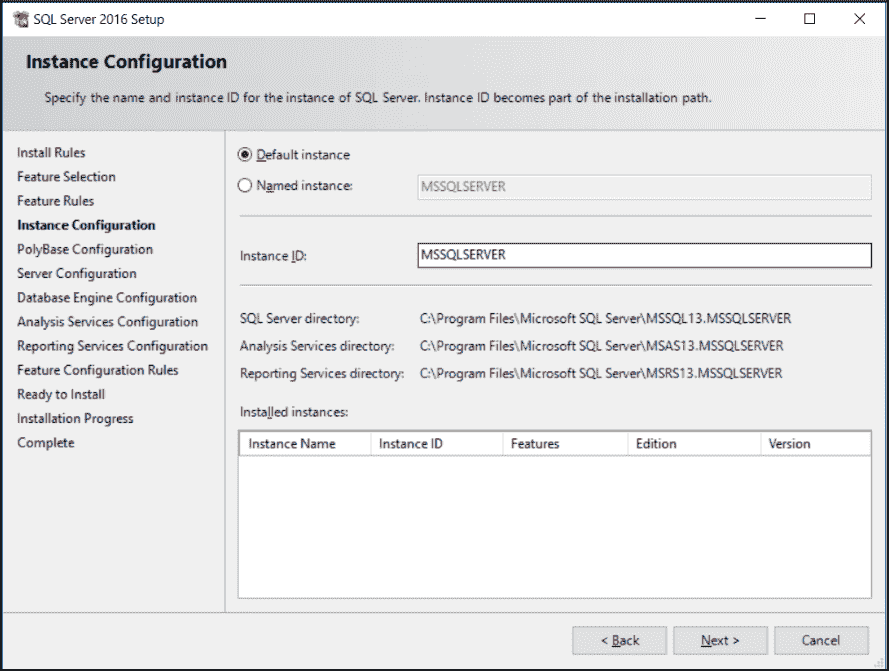 SQL Server 2016 Setup
Instance Configuration
Specify the name and instance ID for the instance of SQL Server. Instance ID becomes part of the installation path.
Install Rules
Feature Selection
Feature Rules
Instance Configuration
PolyBase Configuration
Server Configuration
Database Engine Configuration
Analysis Services Configuration
Reporting Services Configuration
Feature Configuration Rules
Ready to Install
Installation Progress
Complete
Default instance
Named instance: MSSQLSERVER
Instance ID: MSSQLSERVER
SQL Server directory: C:\Program Files\Microsoft SQL Server\MSSQL13.MSSQLSERVER
Analysis Services directory: C:\Program Files\Microsoft SQL Server\MSAS13.MSSQLSERVER
Reporting Services directory: C:\Program Files\Microsoft SQL Server\MSRS13.MSSQLSERVER
Installed instances:
Instance Name Instance ID Features Edition Version
< Back Next > Cancel